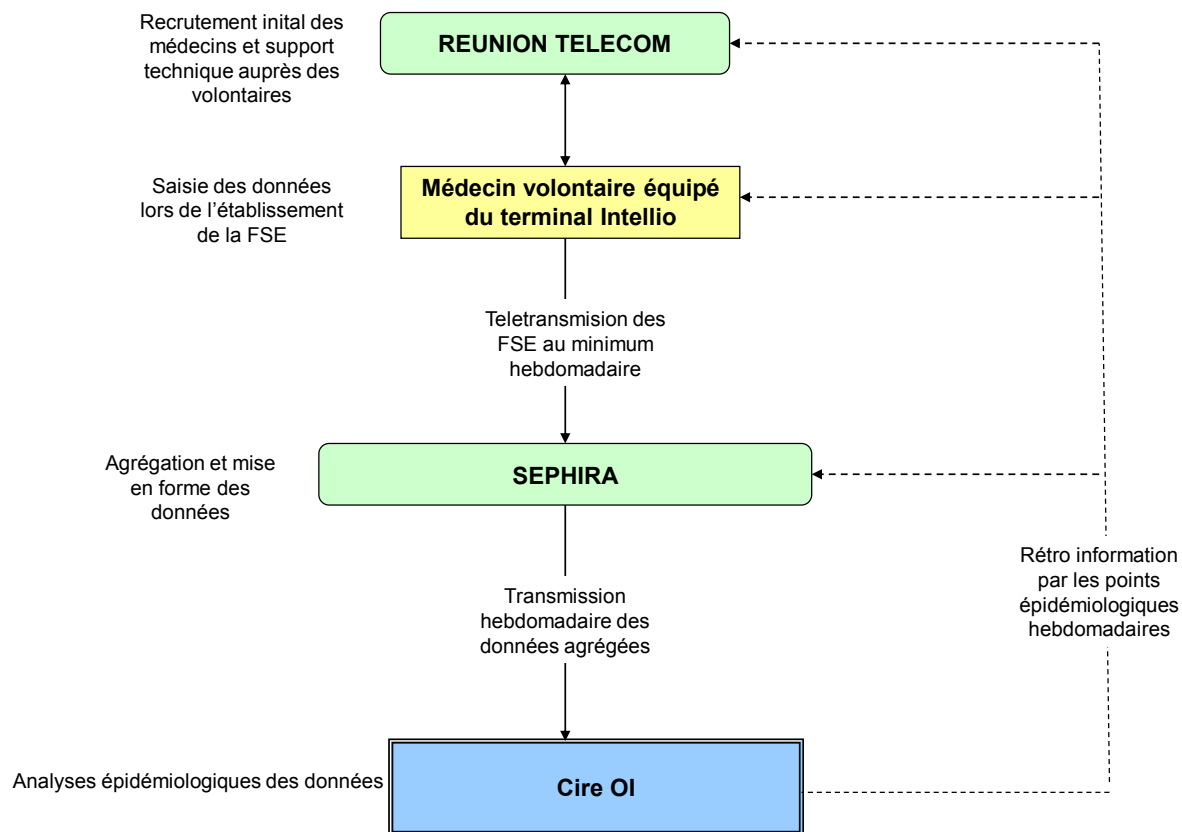 Recrutement inital des
médecins et support
technique auprès des
volontaires
REUNION TELECOM
Saisie des données
lors de l'établissement
de la FSE
Médecin volontaire équipé
du terminal Intellio
Teletransmision des
FSE au minimum
hebdomadaire
Agrégation et mise
en forme des
données
SEPHIRA
Rétro information
par les points
épidémiologiques
hebdomadaires
Transmission
hebdomadaire des
données agrégées
Analyses épidémiologiques des données
Cire OI